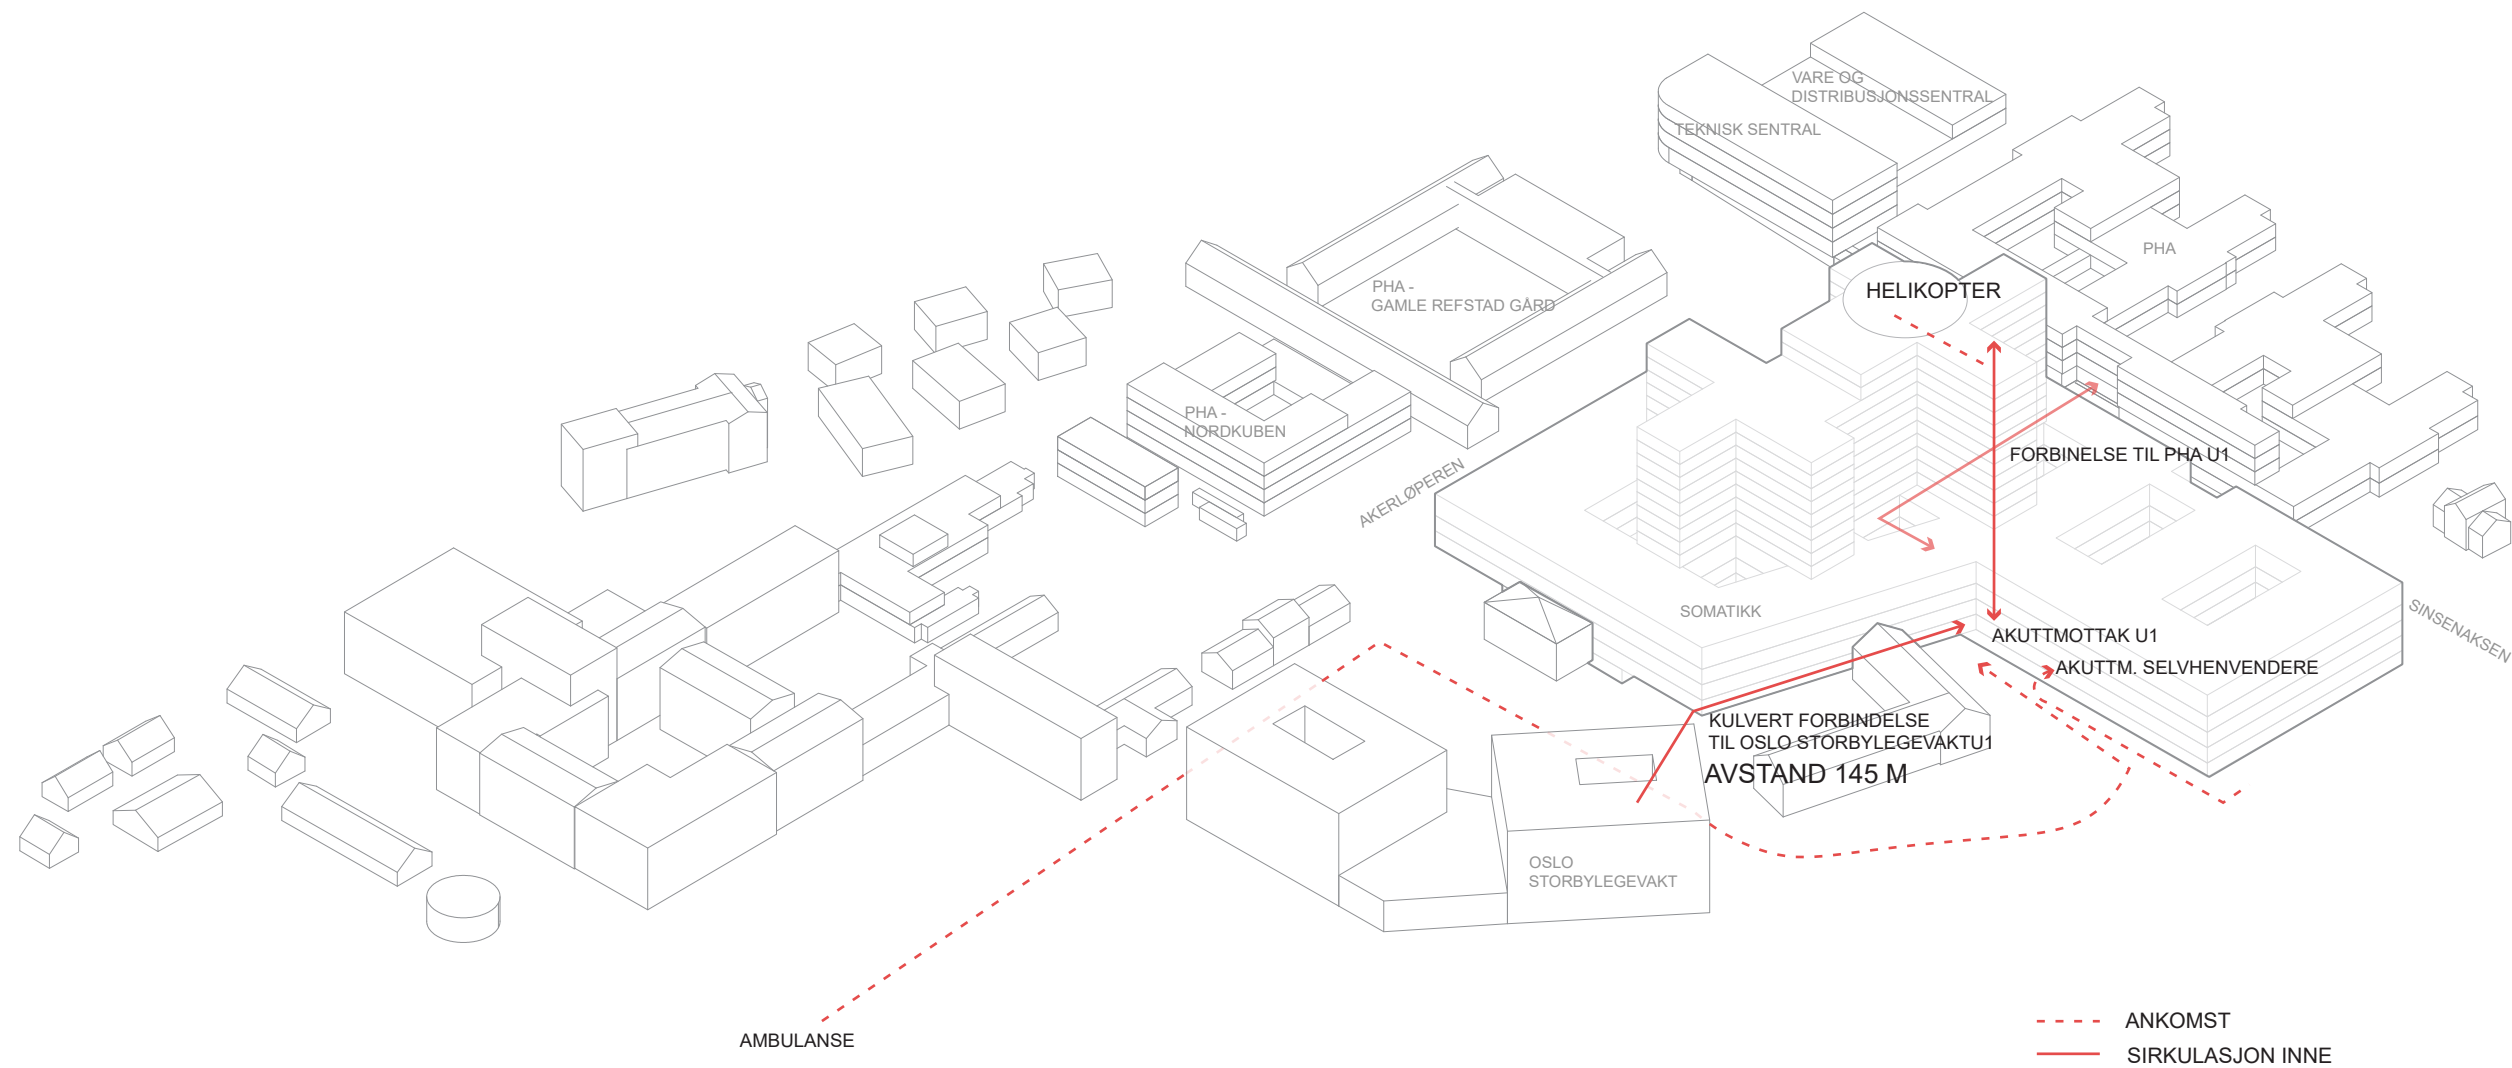 VARE OG
DISTRIBUSJONSSENTRAL
TEKNISK SENTRAL
PHA
HELIKOPTER
PHA -
GAMLE REFSTAD GÅRD
PHA -
NORDKUBEN
AKERLØPEREN
FORBINELSE TIL PHA U1
SOMATIKK
SINSENAKSEN
AKUTTMOTTAK U1
AKUTTM. SELVHENVENDERE
KULVERT FORBINDELSE
TIL OSLO STORBYLEGEVAKTU1
AVSTAND 145 M
OSLO
STORBYLEGEVAKT
AMBULANSE
ANKOMST
SIRKULASJON INNE